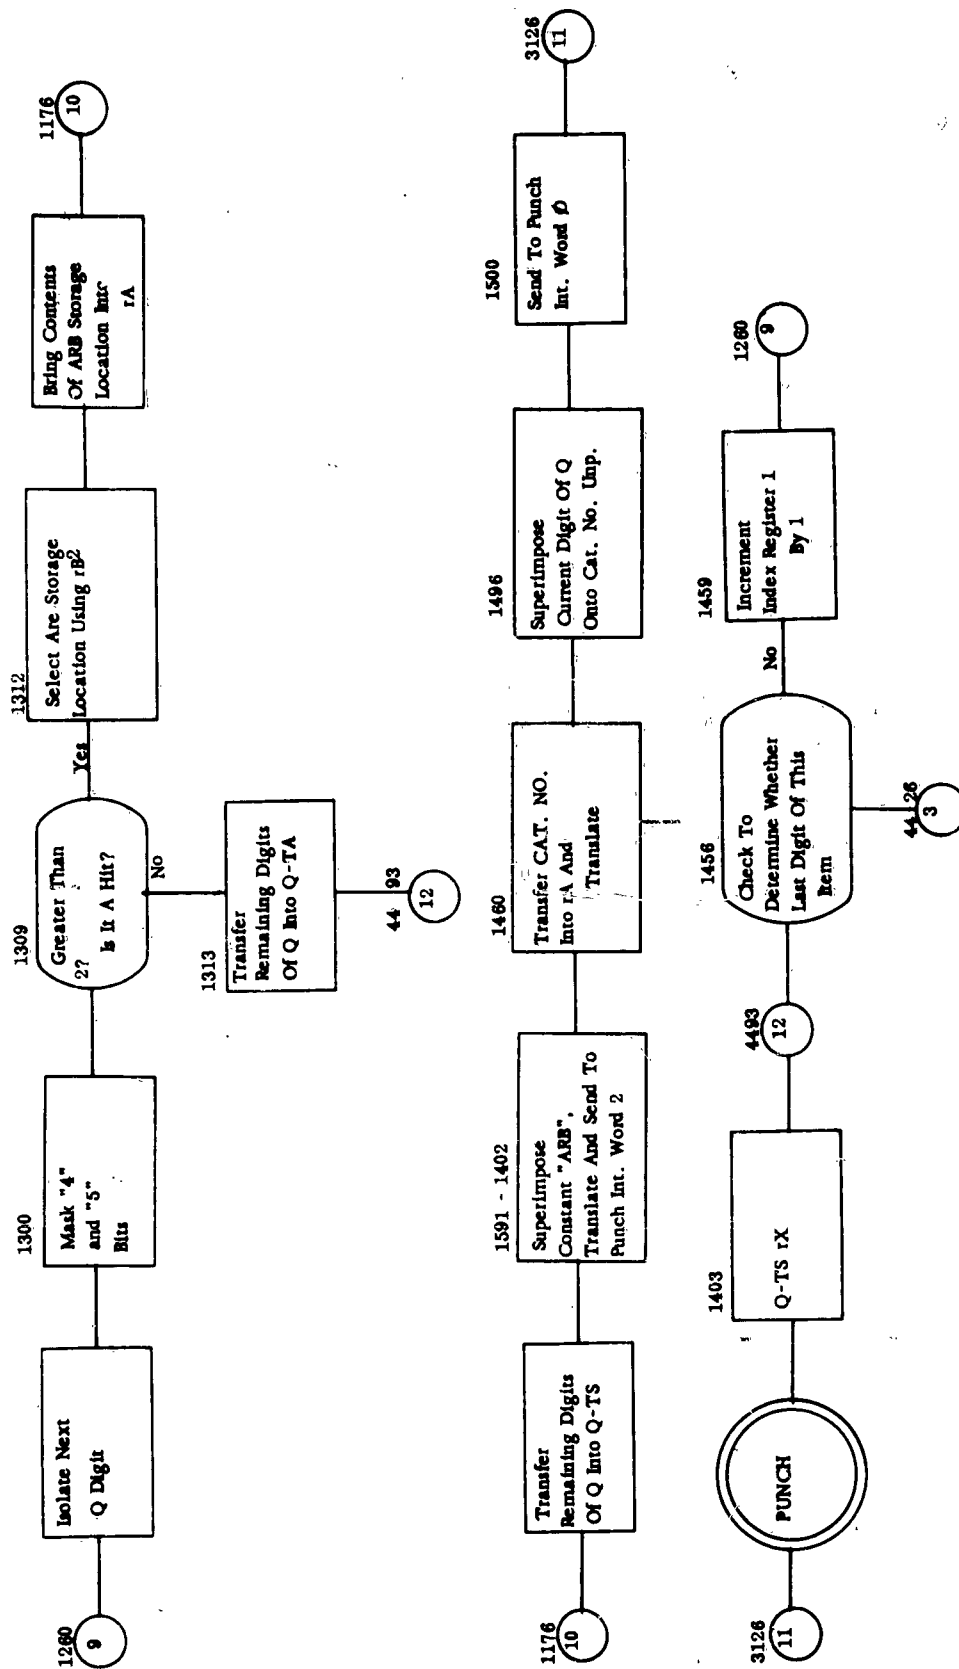 1260
9
Isolate Next
Q Digit
1300
Mask "4"
and "5"
Bits
1309
Greater Than
2?
Is It A Hit?
Yes
No
1312
Select Are Storage
Location Using rB2
Bring Contents
Of ARB Storage
Location Into
rA
1176
10
1313
Transfer
Remaining Digits
Of Q Into Q-TA
44 93
12
1176
10
Transfer
Remaining Digits
Of Q Into Q-TS
1591 - 1402
Superimpose
Constant "ARB",
Translate And Send To
Punch Int. Word 2
1460
Transfer CAT. NO.
Into rA And
Translate
1496
Superimpose
Current Digit Of Q
Onto Cat. No. Unp.
1500
Send To Punch
Int. Word Ø
3126
11
3126
11
PUNCH
1403
Q-TS rX
4493
12
1456
Check To
Determine Whether
Last Digit Of This
Item
No
44 26
3
1459
Increment
Index Register 1
By 1
1260
9